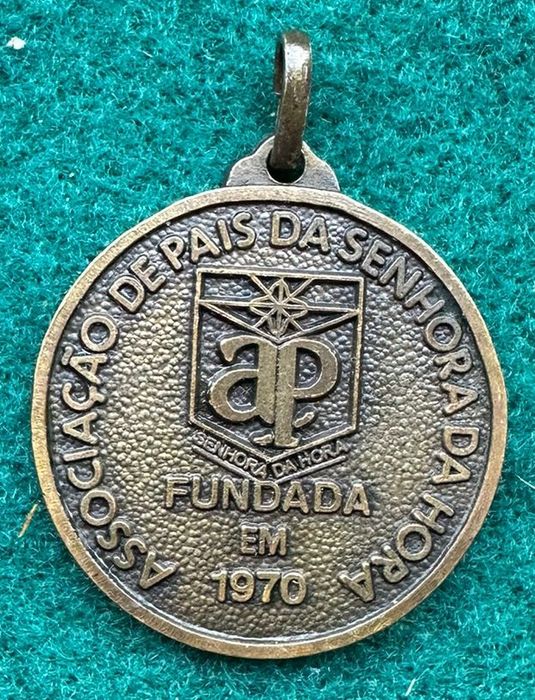 ASSOCIAÇÃO DE PAIS DA SENHORA DA HORA
ap
SENHORA DA HORA
FUNDADA
EM
1970